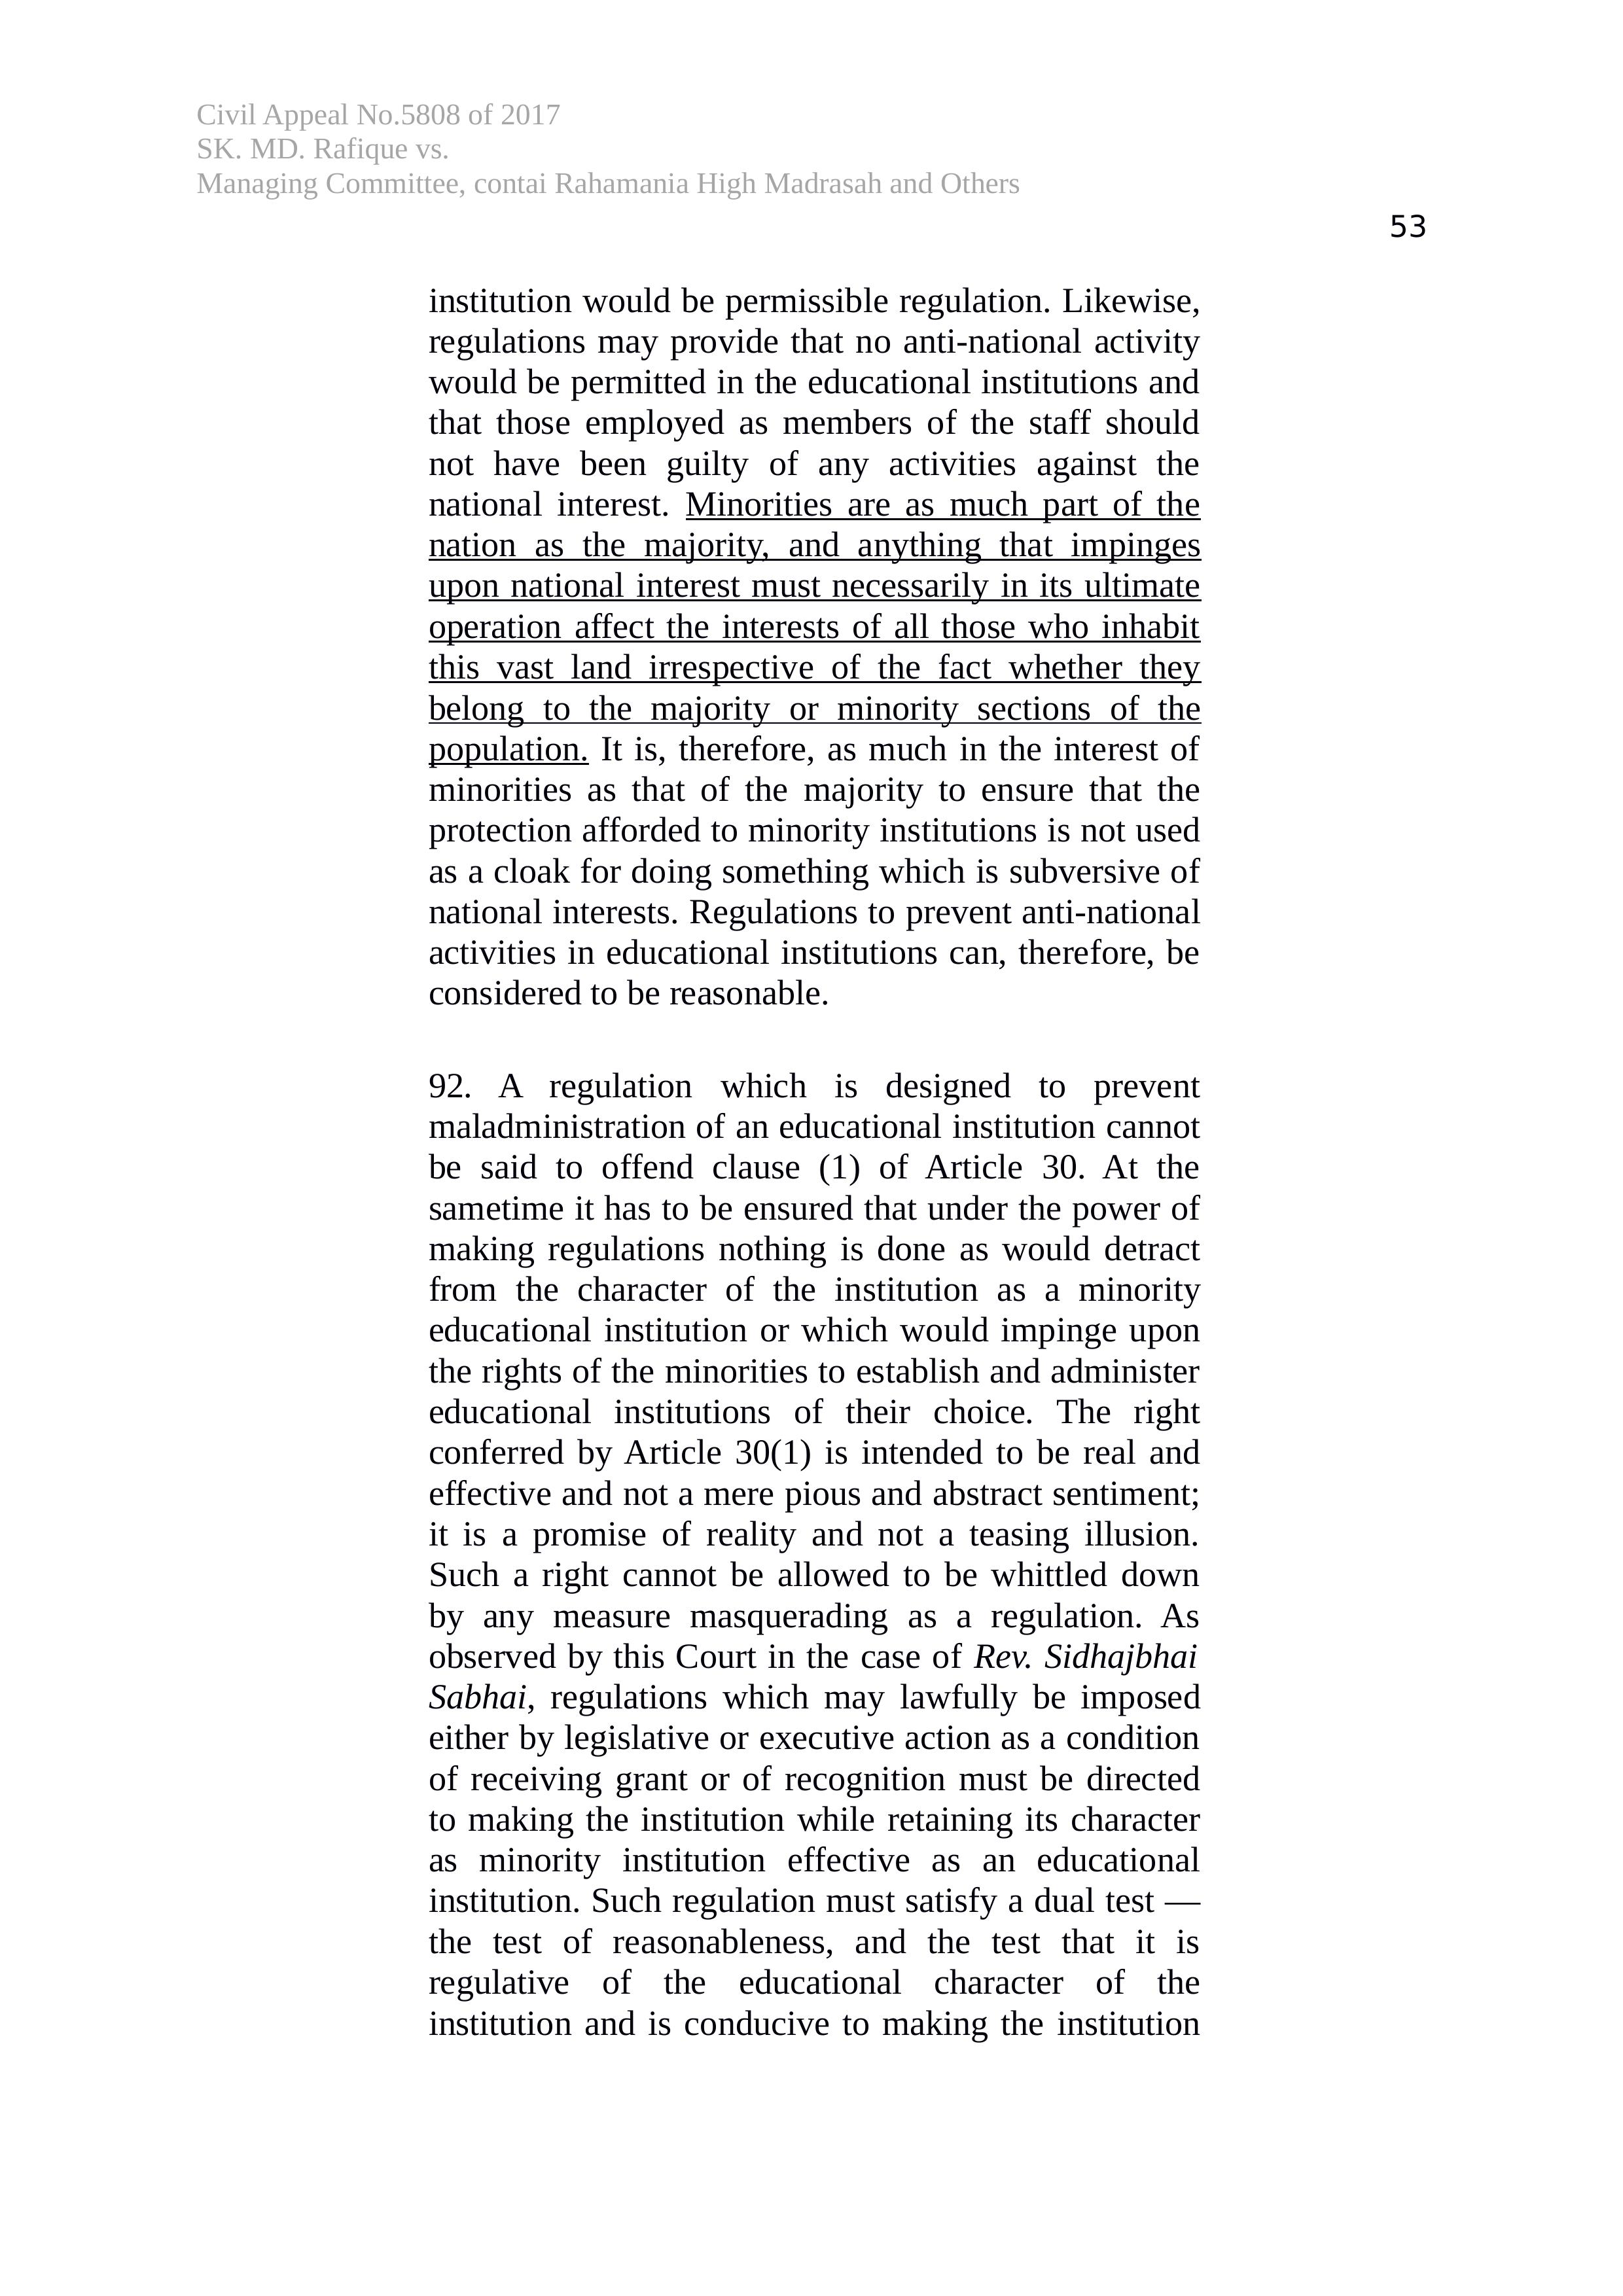 Civil Appeal No.5808 of 2017
SK. MD. Rafique vs.
Managing Committee, contai Rahamania High Madrasah and Others
53
institution would be permissible regulation. Likewise,
regulations may provide that no anti-national activity
would be permitted in the educational institutions and
that those employed as members of the staff should
not have been guilty of any activities against the
national interest. Minorities are as much part of the
nation as the majority, and anything that impinges
upon national interest must necessarily in its ultimate
operation affect the interests of all those who inhabit
this vast land irrespective of the fact whether they
belong to the majority or minority sections of the
population. It is, therefore, as much in the interest of
minorities as that of the majority to ensure that the
protection afforded to minority institutions is not used
as a cloak for doing something which is subversive of
national interests. Regulations to prevent anti-national
activities in educational institutions can, therefore, be
considered to be reasonable.
92. A regulation which is designed to prevent
maladministration of an educational institution cannot
be said to offend clause (1) of Article 30. At the
sametime it has to be ensured that under the power of
making regulations nothing is done as would detract
from the character of the institution as a minority
educational institution or which would impinge upon
the rights of the minorities to establish and administer
educational institutions of their choice. The right
conferred by Article 30(1) is intended to be real and
effective and not a mere pious and abstract sentiment;
it is a promise of reality and not a teasing illusion.
Such a right cannot be allowed to be whittled down
by any measure masquerading as a regulation. As
observed by this Court in the case of Rev. Sidhajbhai
Sabhai, regulations which may lawfully be imposed
either by legislative or executive action as a condition
of receiving grant or of recognition must be directed
to making the institution while retaining its character
as minority institution effective as an educational
institution. Such regulation must satisfy a dual test —
the test of reasonableness, and the test that it is
regulative of the educational character of the
institution and is conducive to making the institution